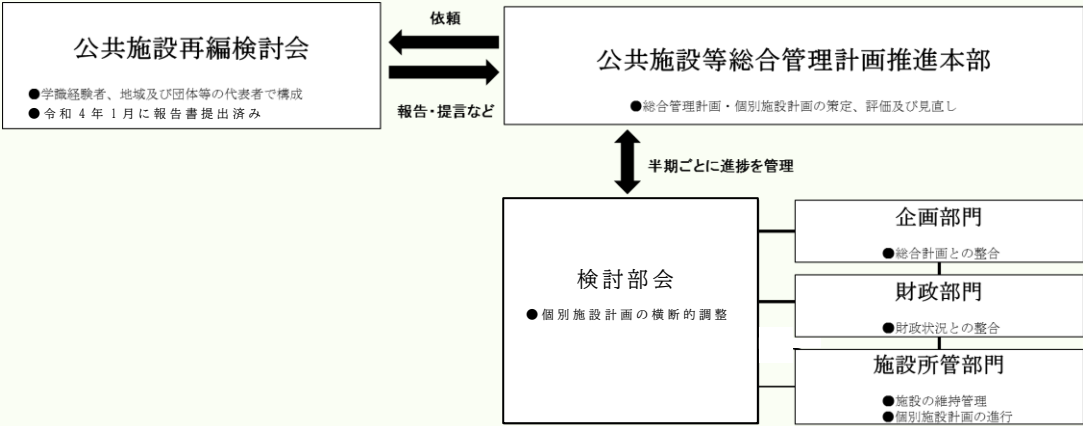 公共施設再編検討会
●学識経験者、地域及び団体等の代表者で構成
●令和4年1月に報告書提出済み
依頼
報告・提言など
公共施設等総合管理計画推進本部
●総合管理計画・個別施設計画の策定、評価及び見直し
半期ごとに進捗を管理
検討部会
●個別施設計画の横断的調整
企画部門
●総合計画との整合
財政部門
●財政状況との整合
施設所管部門
●施設の維持管理
●個別施設計画の進行